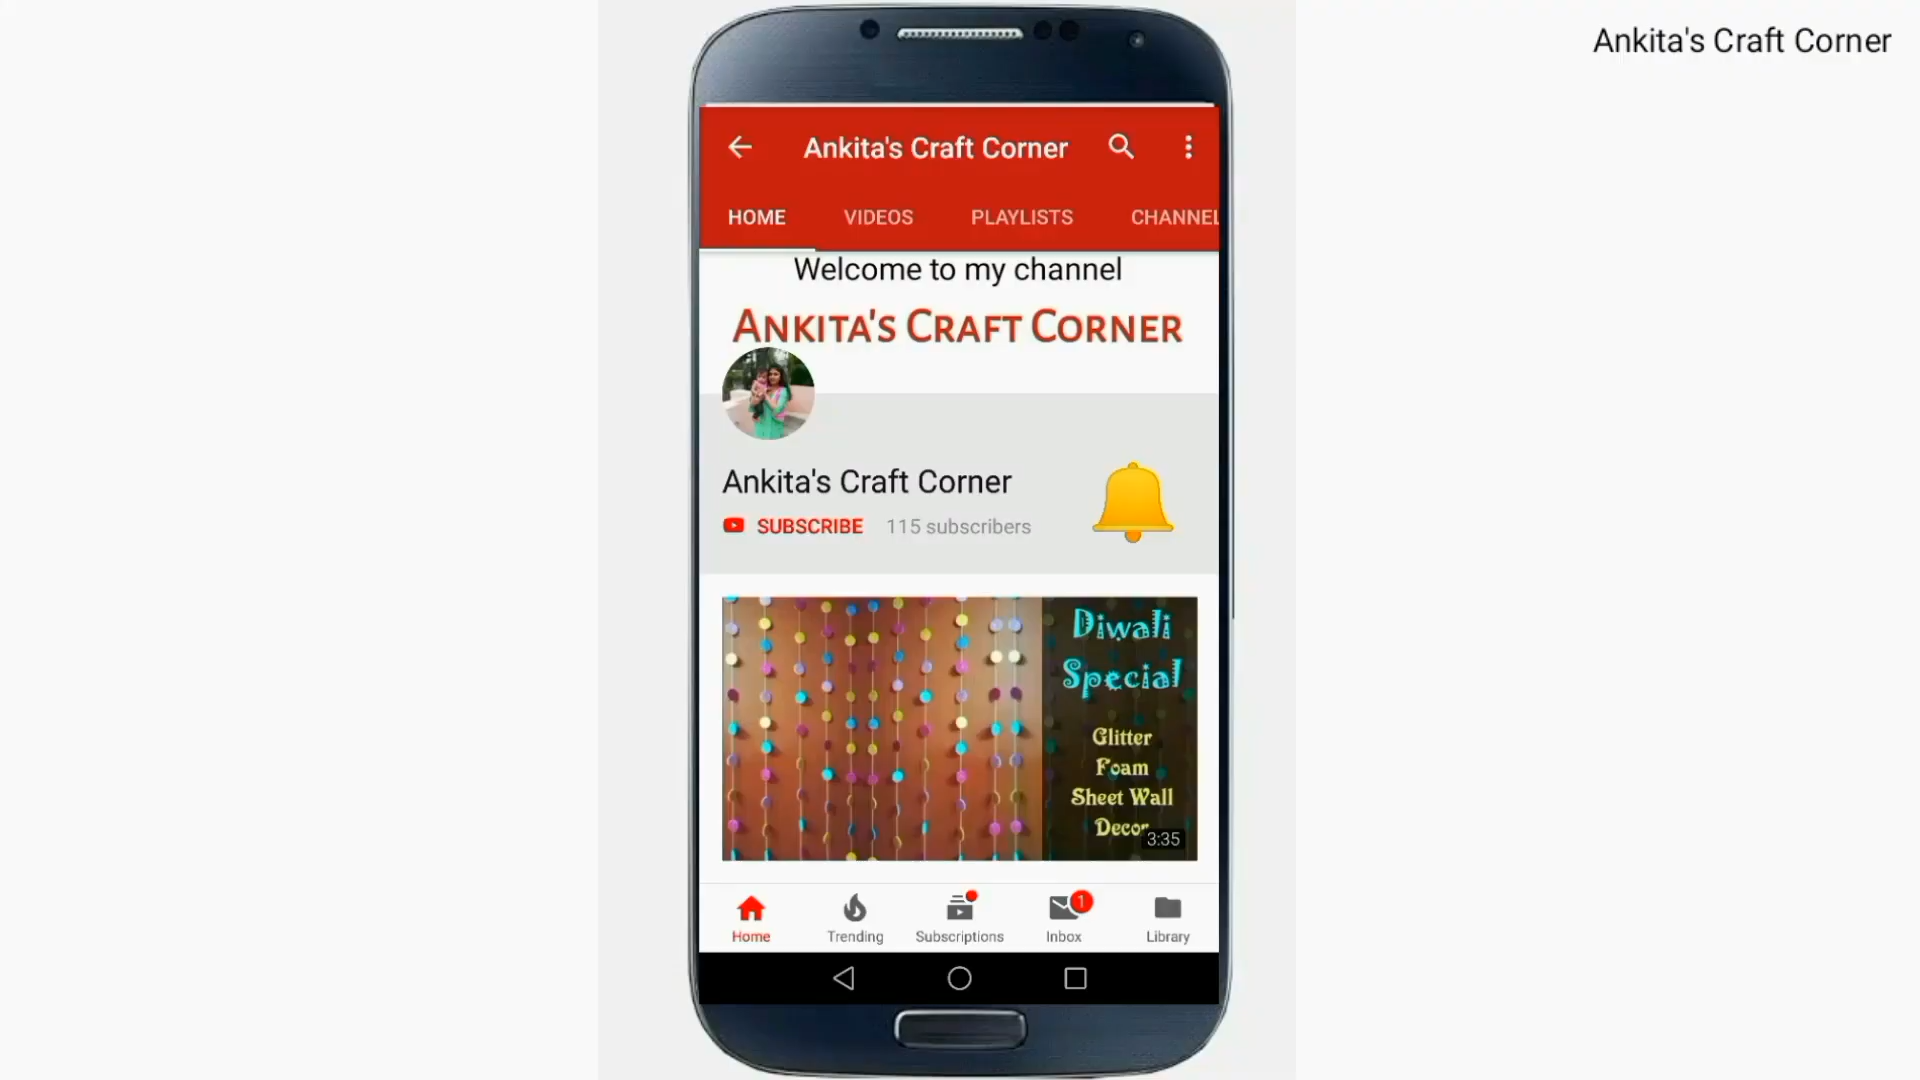 Ankita's Craft Corner
Ankita's Craft Corner
HOME VIDEOS PLAYLISTS CHANNEL
Welcome to my channel
ANKITA'S CRAFT CORNER
Ankita's Craft Corner
SUBSCRIBE 115 subscribers
Diwali
Special
Glitter
Foam
Sheet Wall
Decor
3:35
1
Home Trending Subscriptions Inbox Library